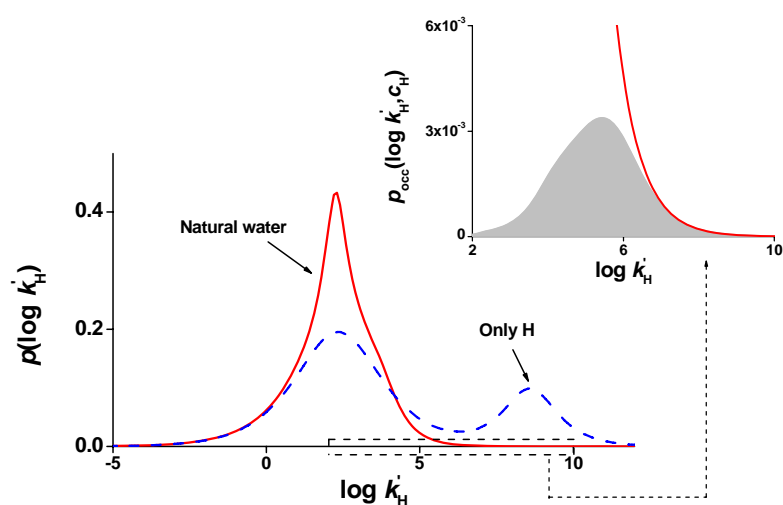 6x10⁻³
3x10⁻³
0
2
6
10
p_occ(log k'_H,c_H)
log k'_H
0.4
0.2
0.0
-5
0
5
10
p(log k'_H)
log k'_H
Natural water
Only H